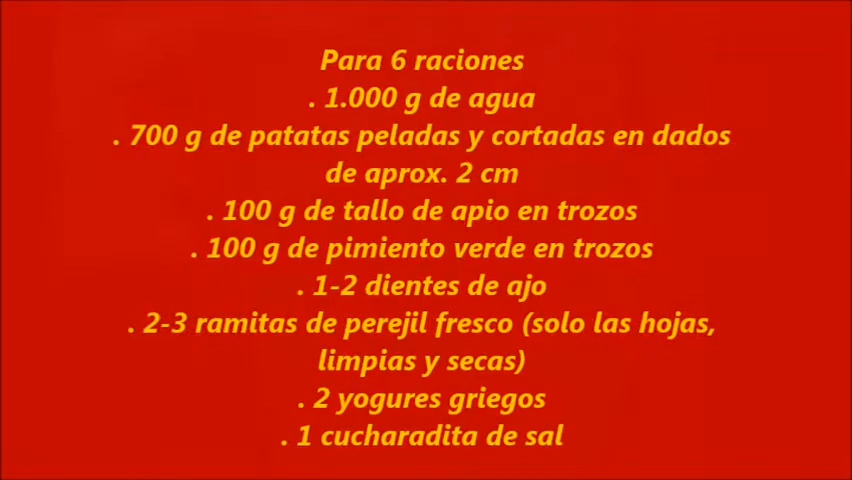 Para 6 raciones
. 1.000 g de agua
. 700 g de patatas peladas y cortadas en dados
de aprox. 2 cm
. 100 g de tallo de apio en trozos
. 100 g de pimiento verde en trozos
. 1-2 dientes de ajo
. 2-3 ramitas de perejil fresco (solo las hojas,
limpias y secas)
. 2 yogures griegos
. 1 cucharadita de sal